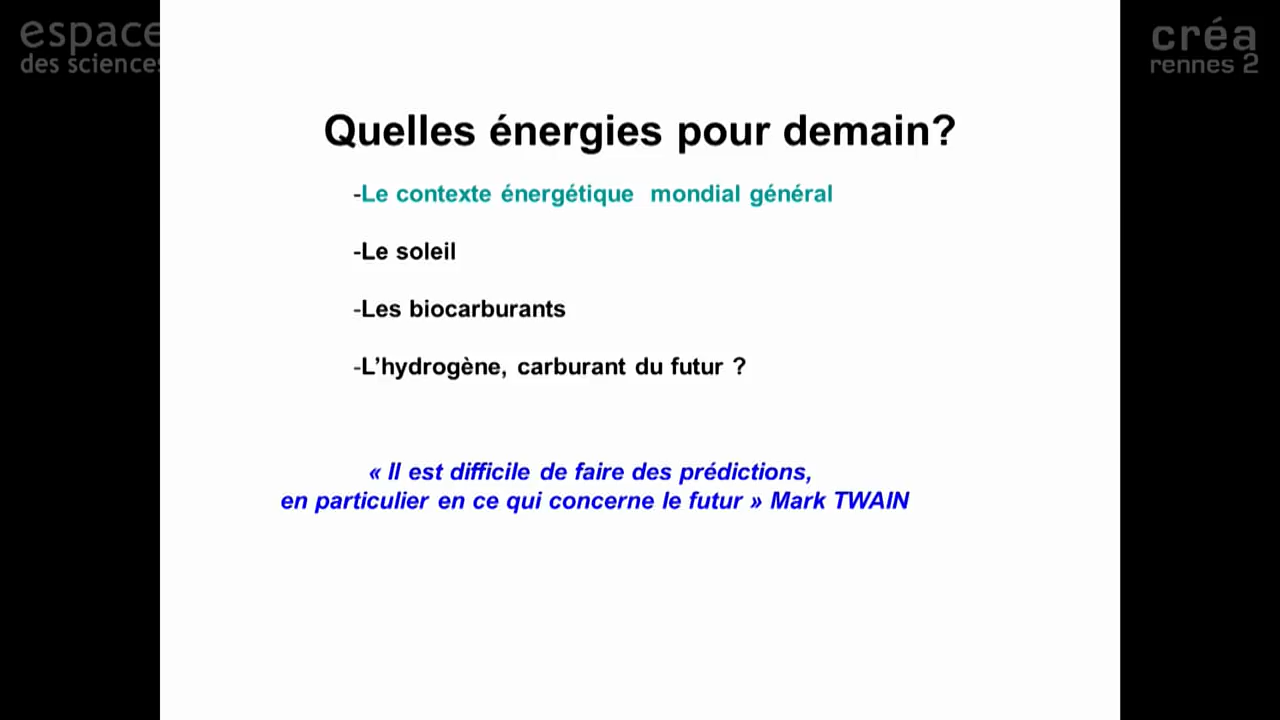 espace
des sciences
créa
rennes 2
Quelles énergies pour demain?
-Le contexte énergétique mondial général
-Le soleil
-Les biocarburants
-L’hydrogène, carburant du futur ?
« Il est difficile de faire des prédictions,
en particulier en ce qui concerne le futur » Mark TWAIN